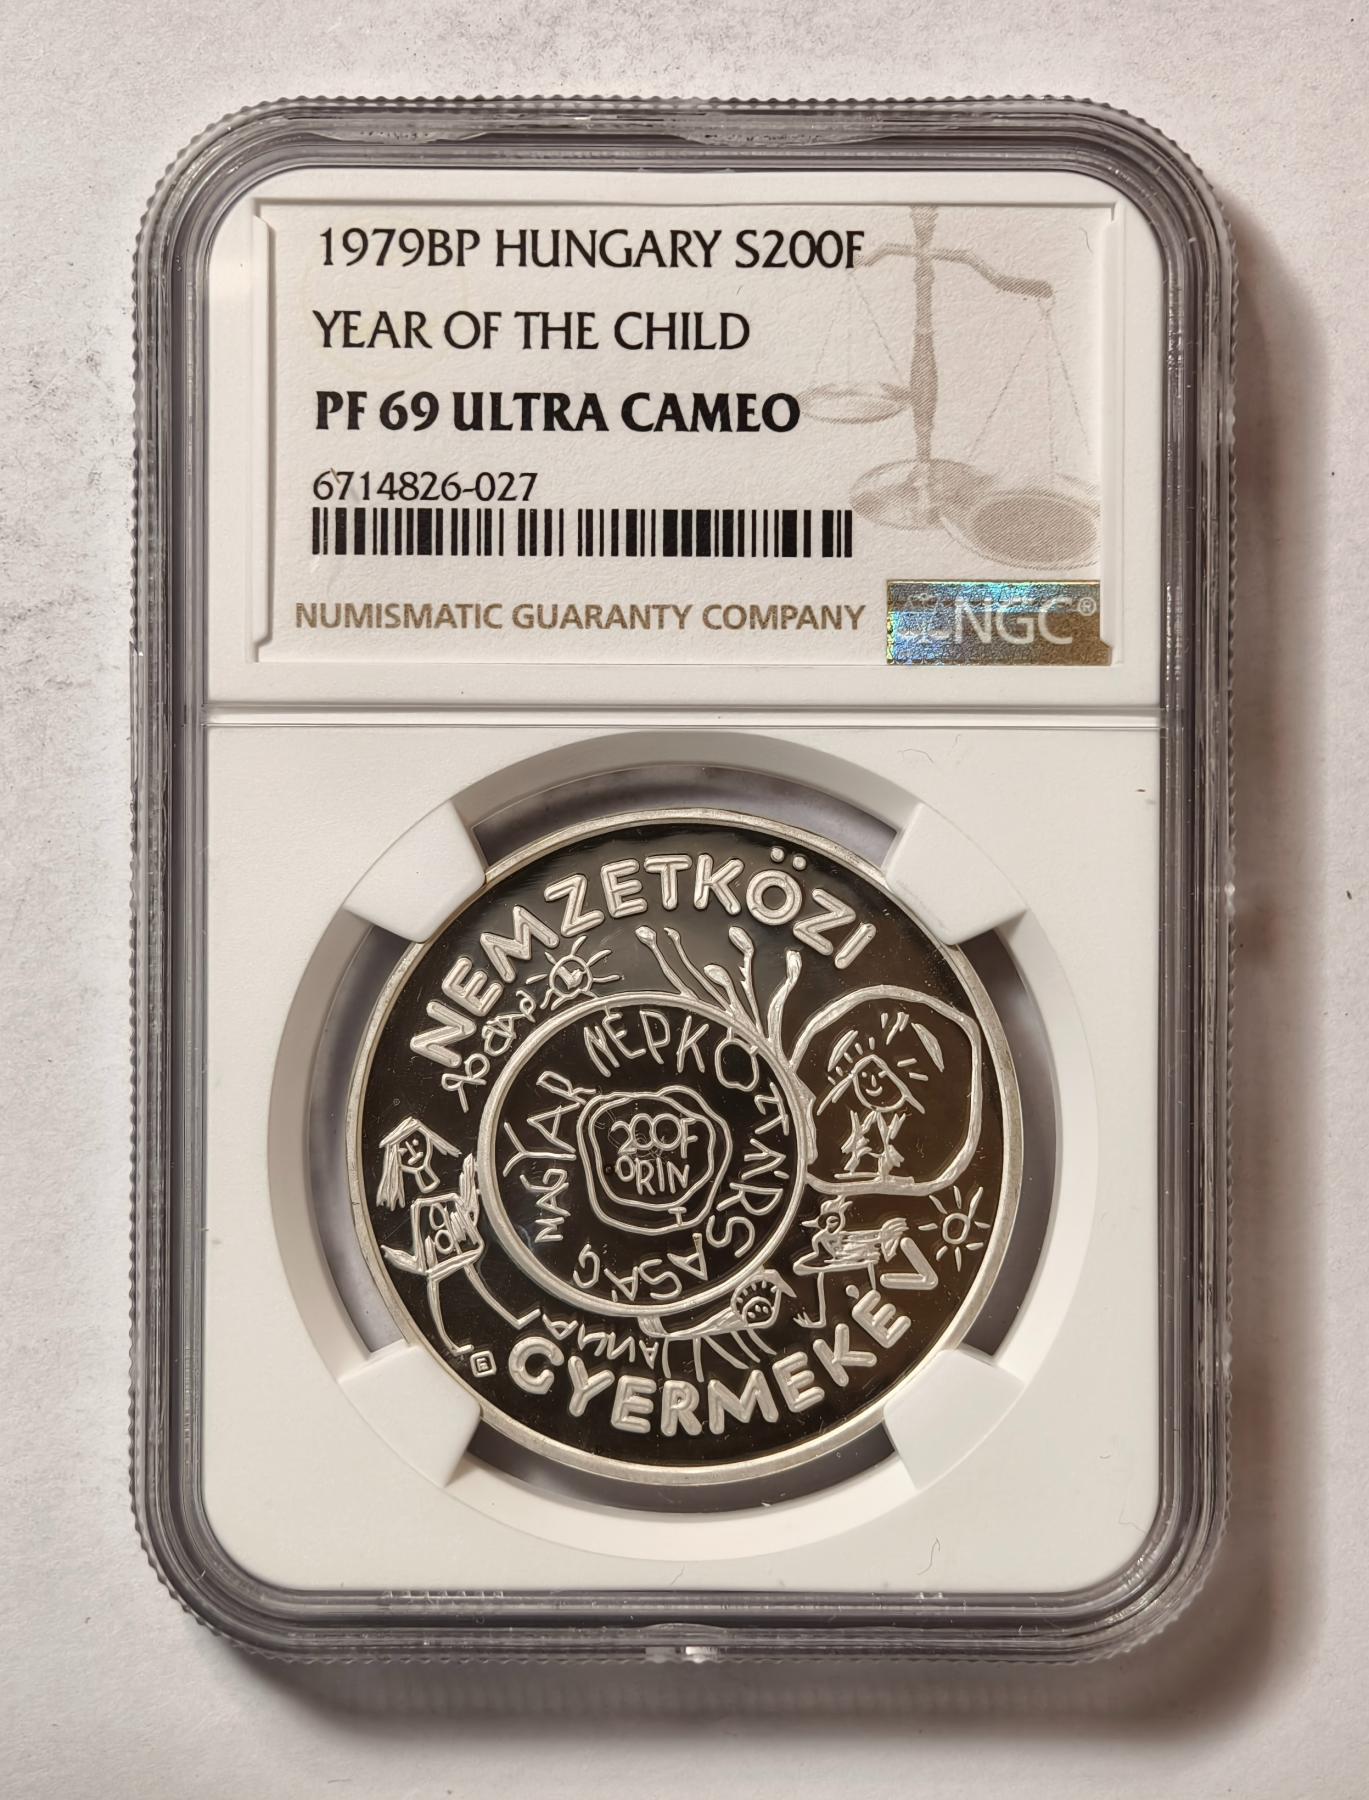 1979BP HUNGARY S200F
YEAR OF THE CHILD
PF 69 ULTRA CAMEO
6714826-027
NUMISMATIC GUARANTY COMPANY
NGC®
NEMZETKÖZI
MAGYAR NÉPKÖZTÁRSASÁG
200F
ORIN
T
GYERMEKÉV
E